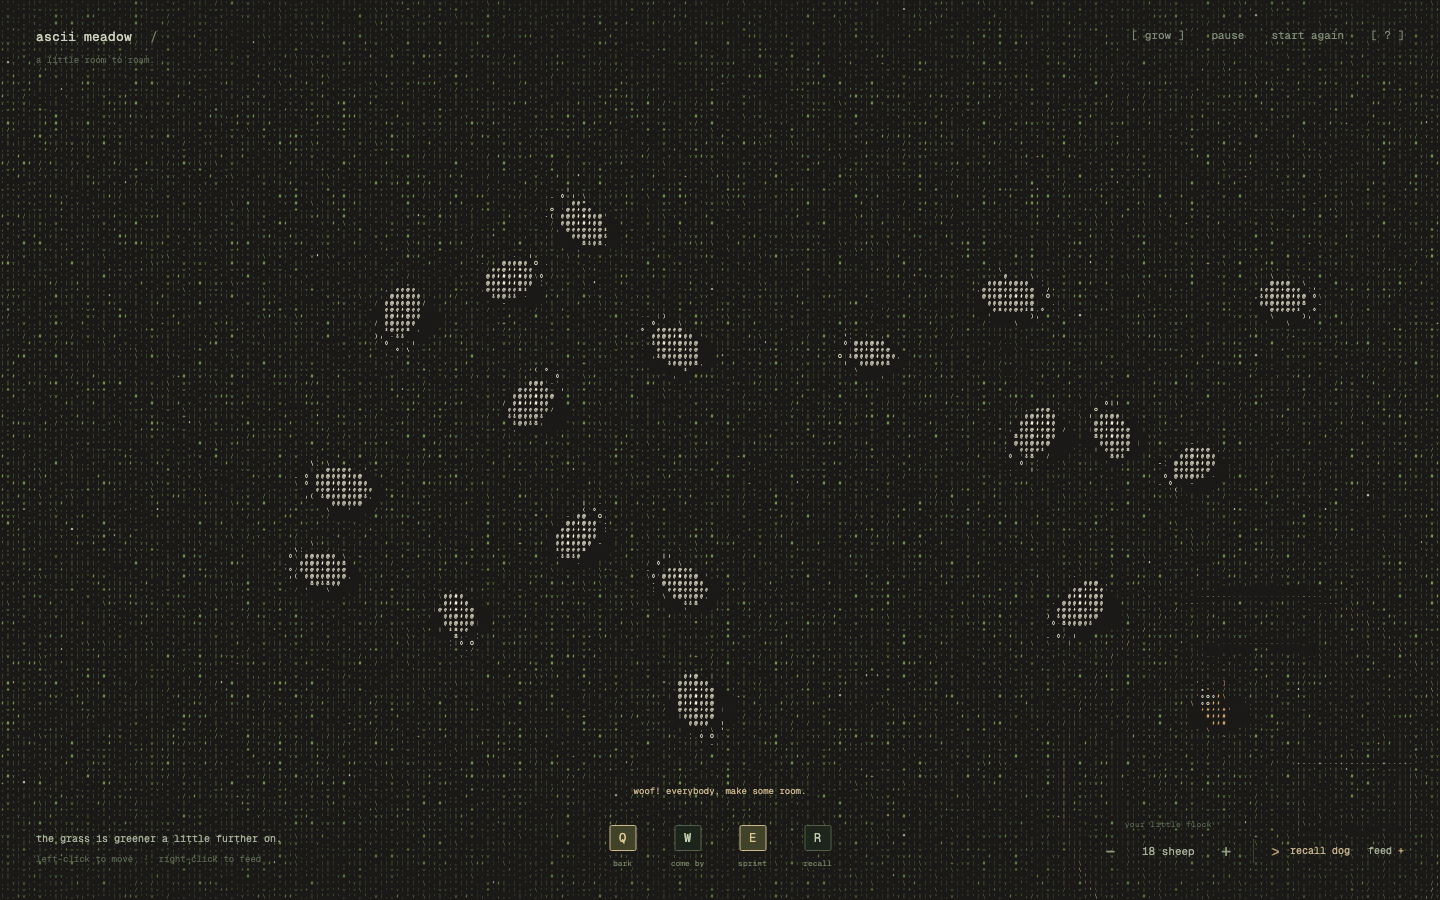 ascii meadow /
a little room to roam
[ grow ] pause start again [ ? ]
woof! everybody, make some room.
Q W E R
bark come by sprint recall
the grass is greener a little further on.
left-click to move · right-click to feed
your little flock
− 18 sheep + > recall dog feed +